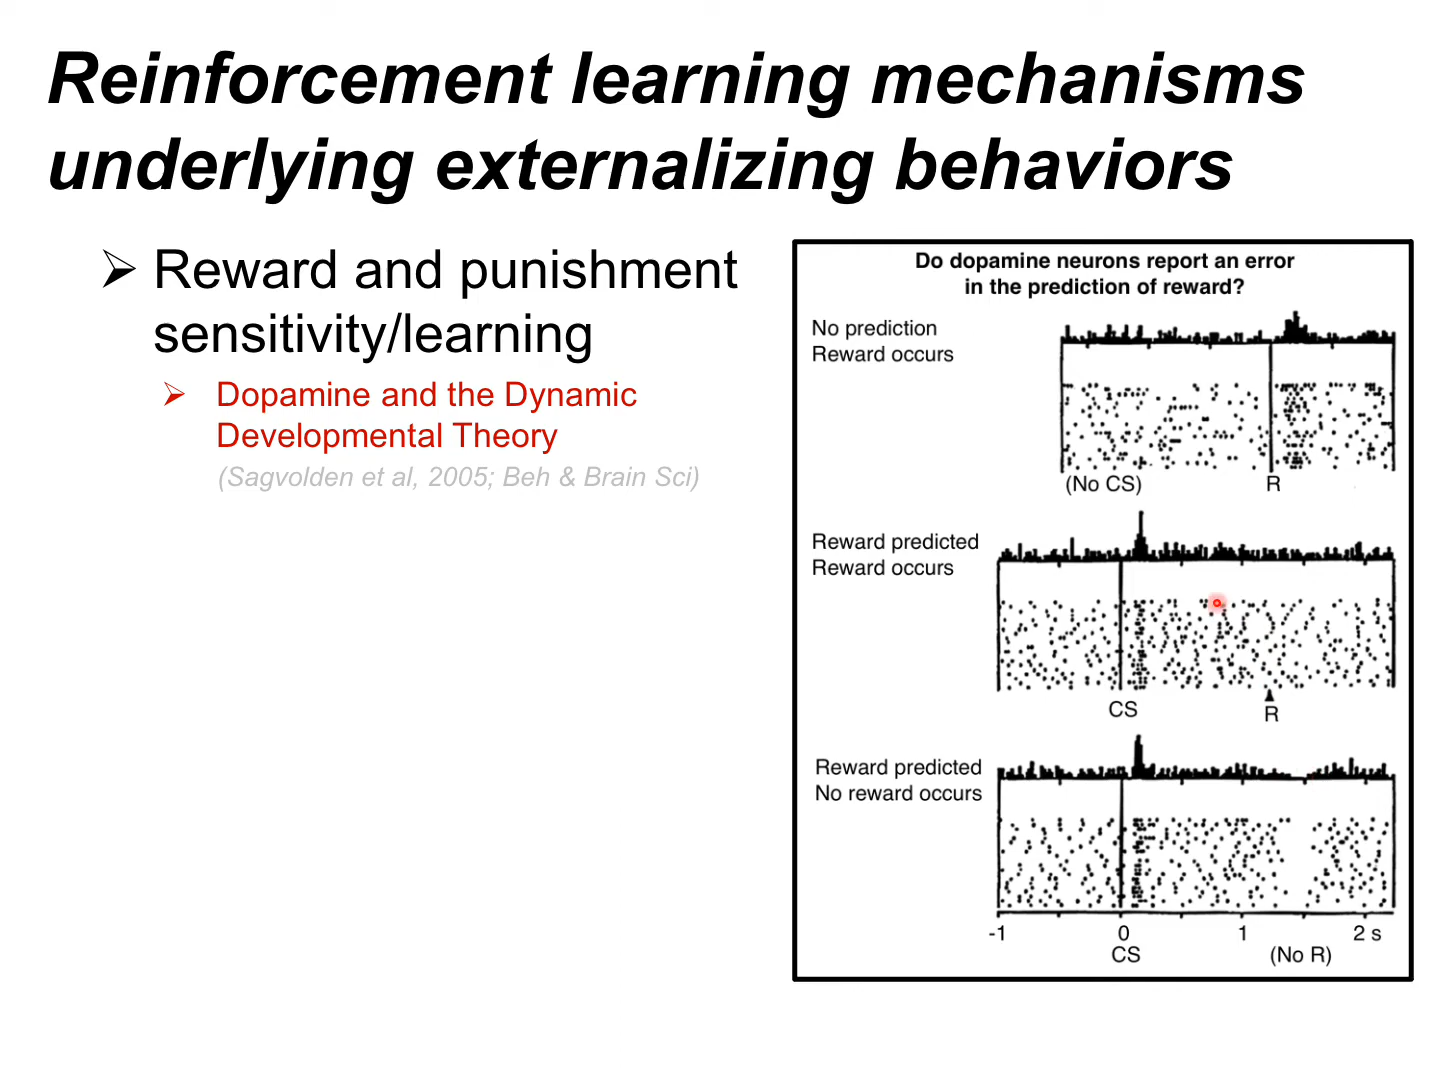 Reinforcement learning mechanisms
underlying externalizing behaviors
Reward and punishment
sensitivity/learning
Dopamine and the Dynamic
Developmental Theory
(Sagvolden et al, 2005; Beh & Brain Sci)
Do dopamine neurons report an error
in the prediction of reward?
No prediction
Reward occurs
(No CS) R
Reward predicted
Reward occurs
CS R
Reward predicted
No reward occurs
-1 0 1 2 s
CS (No R)